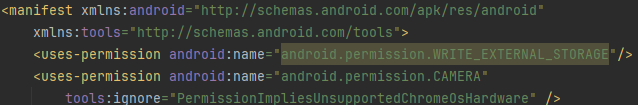 <manifest xmlns:android="http://schemas.android.com/apk/res/android"
xmlns:tools="http://schemas.android.com/tools">
<uses-permission android:name="android.permission.WRITE_EXTERNAL_STORAGE"/>
<uses-permission android:name="android.permission.CAMERA"
tools:ignore="PermissionImpliesUnsupportedChromeOsHardware" />